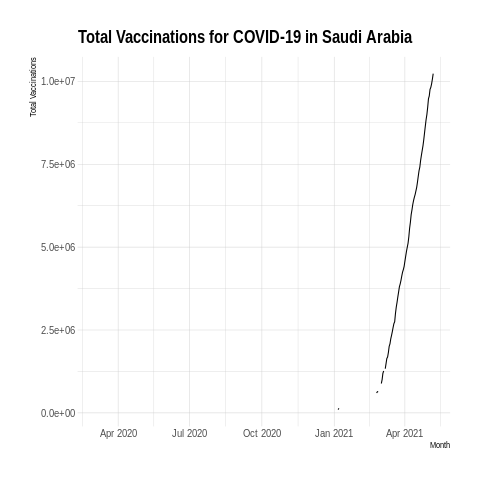 Total Vaccinations for COVID-19 in Saudi Arabia
Total Vaccinations
1.0e+07
7.5e+06
5.0e+06
2.5e+06
0.0e+00
Apr 2020 Jul 2020 Oct 2020 Jan 2021 Apr 2021
Month